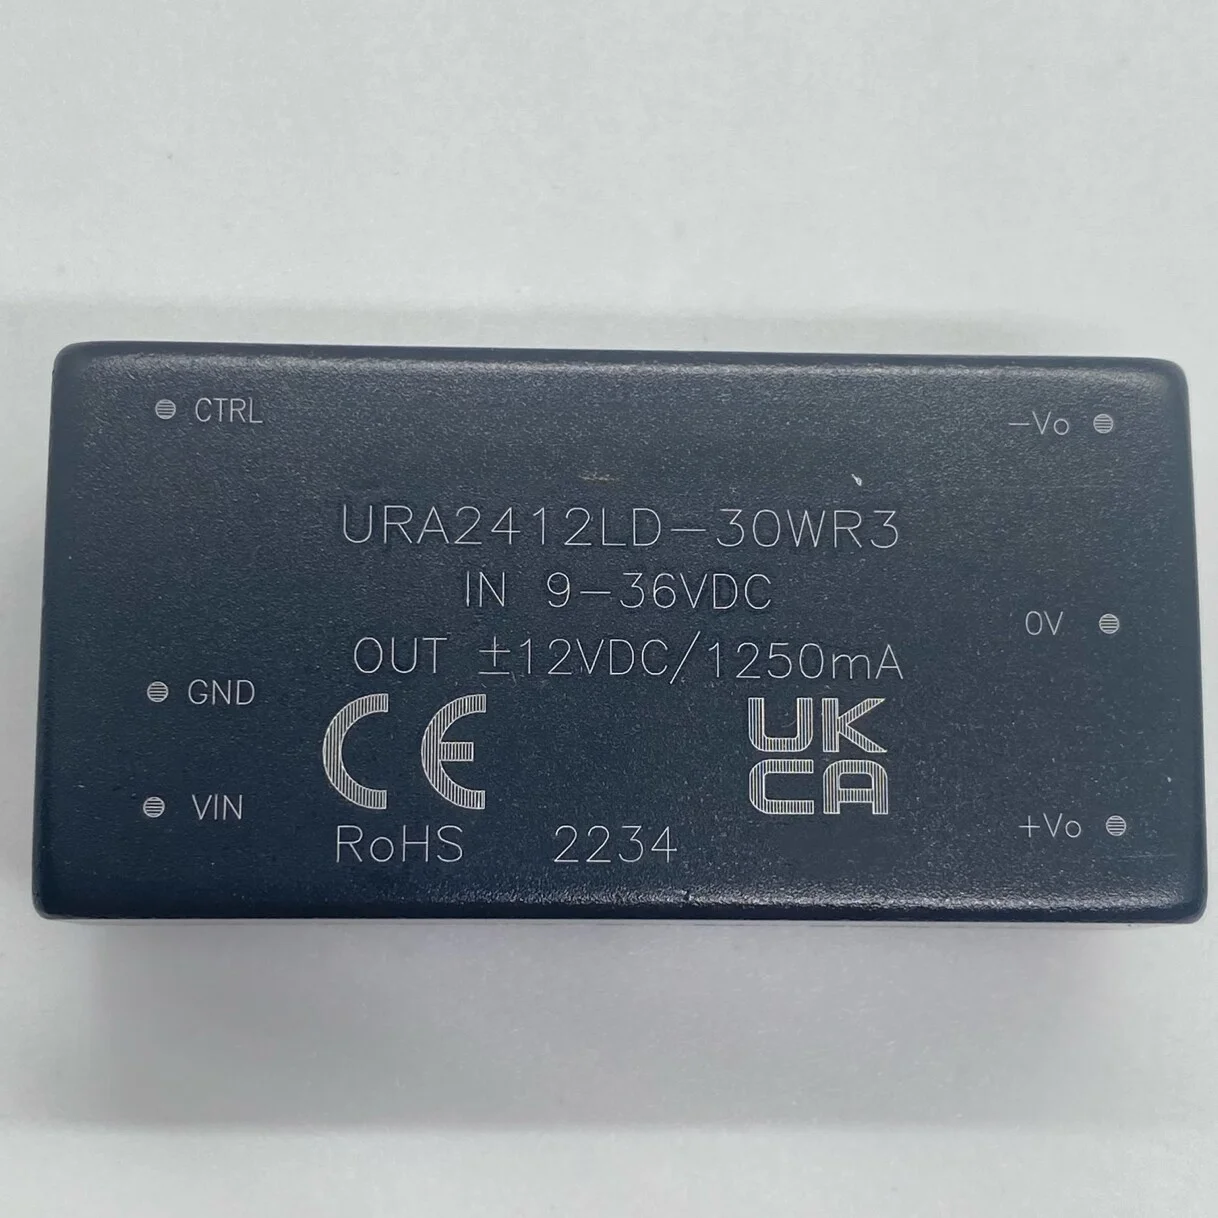 CTRL
-Vo
URA2412LD-30WR3
IN 9-36VDC
0V
OUT ±12VDC/1250mA
GND
CE
UK
CA
VIN
+Vo
RoHS 2234